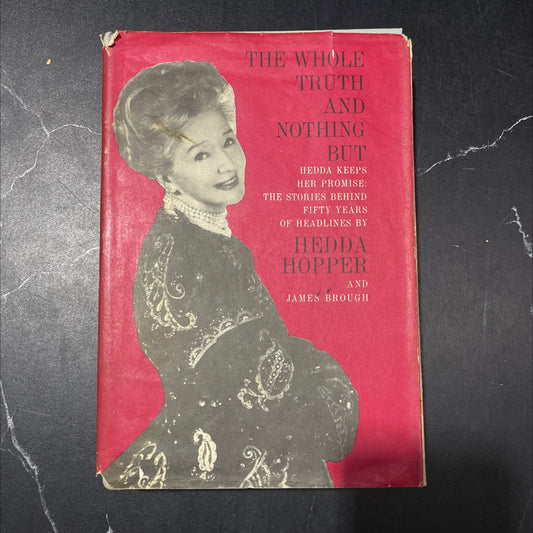 THE WHOLE
TRUTH
AND
NOTHING
BUT
HEDDA KEEPS
HER PROMISE:
THE STORIES BEHIND
FIFTY YEARS
OF HEADLINES BY
HEDDA
HOPPER
AND
JAMES BROUGH